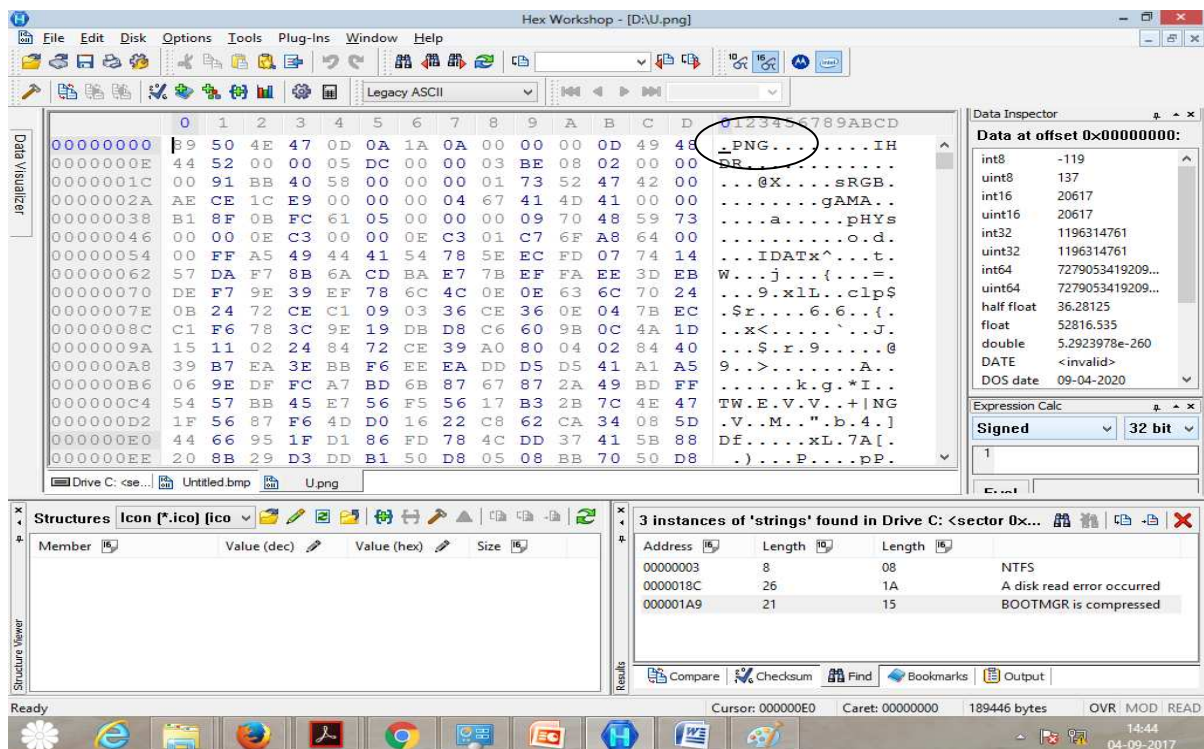 Hex Workshop - [D:\U.png]
File Edit Disk Options Tools Plug-Ins Window Help
Legacy ASCII
Data Visualizer
0 1 2 3 4 5 6 7 8 9 A B C D 0123456789ABCD
00000000 89 50 4E 47 0D 0A 1A 0A 00 00 00 0D 49 48 .PNG........IH
0000000E 44 52 00 00 05 DC 00 00 03 BE 08 02 00 00 DR............
0000001C 00 91 BB 40 58 00 00 00 01 73 52 47 42 00 ...@X....sRGB.
0000002A AE CE 1C E9 00 00 00 04 67 41 4D 41 00 00 ........gAMA..
00000038 B1 8F 0B FC 61 05 00 00 00 09 70 48 59 73 ....a.....pHYs
00000046 00 00 0E C3 00 00 0E C3 01 C7 6F A8 64 00 ..........o.d.
00000054 00 FF A5 49 44 41 54 78 5E EC FD 07 74 14 ...IDATx^...t.
00000062 57 DA F7 8B 6A CD BA E7 7B EF FA EE 3D EB W...j...{...=.
00000070 DE F7 9E 39 EF 78 6C 4C 0E 0E 63 6C 70 24 ...9.xlL..clp$
0000007E 0B 24 72 CE C1 09 03 36 CE 36 0E 04 7B EC .$r....6.6..{.
0000008C C1 F6 78 3C 9E 19 DB D8 C6 60 9B 0C 4A 1D ..x<.....`..J.
0000009A 15 11 02 24 84 72 CE 39 A0 80 04 02 84 40 ...$.r.9.....@
000000A8 39 B7 EA 3E BB F6 EE EA DD D5 D5 41 A1 A5 9..>.......A..
000000B6 06 9E DF FC A7 BD 6B 87 67 87 2A 49 BD FF ......k.g.*I..
000000C4 54 57 BB 45 E7 56 F5 56 17 B3 2B 7C 4E 47 TW.E.V.V..+|NG
000000D2 1F 56 87 F6 4D D0 16 22 C8 62 CA 34 08 5D .V..M..".b.4.]
000000E0 44 66 95 1F D1 86 FD 78 4C DD 37 41 5B 88 Df.....xL.7A[.
000000EE 20 8B 29 D3 DD B1 50 D8 05 08 BB 70 50 D8 .)...P....pP.
Drive C: <se... Untitled.bmp U.png
Data Inspector
Data at offset 0x00000000:
int8 -119
uint8 137
int16 20617
uint16 20617
int32 1196314761
uint32 1196314761
int64 7279053419209...
uint64 7279053419209...
half float 36.28125
float 52816.535
double 5.2923978e-260
DATE <invalid>
DOS date 09-04-2020
Expression Calc
Signed 32 bit
1
Structures Icon (*.ico) (ico
Member Value (dec) Value (hex) Size
Structure Viewer
3 instances of 'strings' found in Drive C: <sector 0x...
Address Length Length
00000003 8 08 NTFS
0000018C 26 1A A disk read error occurred
000001A9 21 15 BOOTMGR is compressed
Results
Compare Checksum Find Bookmarks Output
Ready Cursor: 000000E0 Caret: 00000000 189446 bytes OVR MOD READ
14:44
04-09-2017